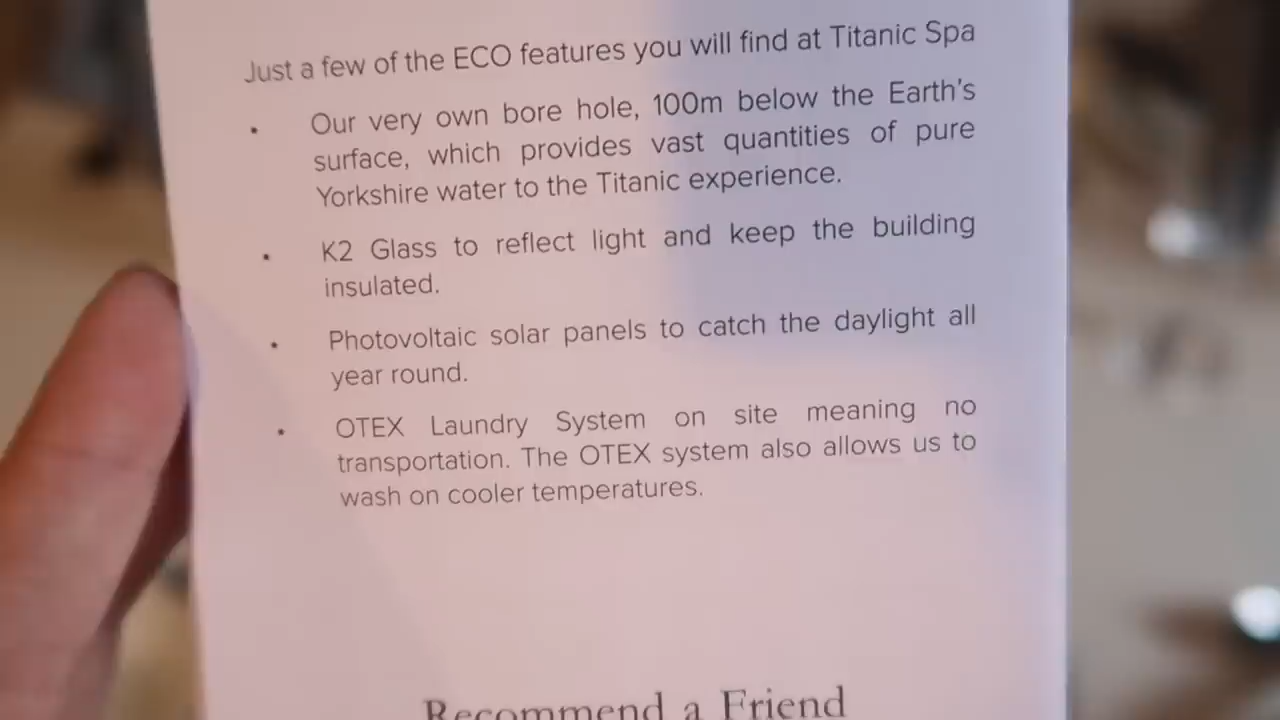 Just a few of the ECO features you will find at Titanic Spa
• Our very own bore hole, 100m below the Earth's
surface, which provides vast quantities of pure
Yorkshire water to the Titanic experience.
• K2 Glass to reflect light and keep the building
insulated.
• Photovoltaic solar panels to catch the daylight all
year round.
• OTEX Laundry System on site meaning no
transportation. The OTEX system also allows us to
wash on cooler temperatures.
Recommend a Friend